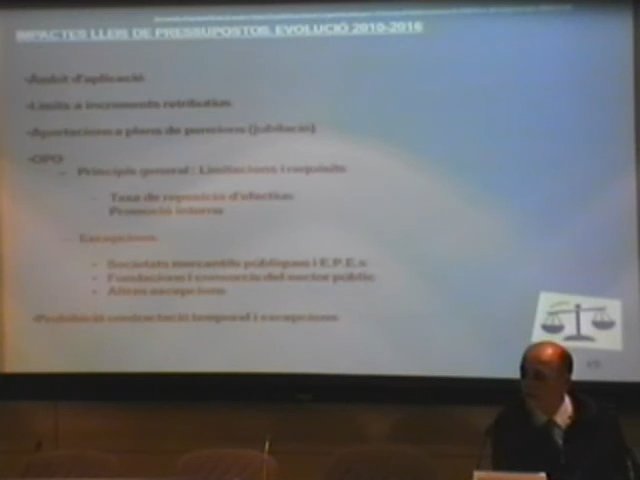 IMPACTES LLEIS DE PRESSUPOSTOS. EVOLUCIÓ 2010-2016
•Àmbit d'aplicació
•Límits a increments retributius
•Aportacions a plans de pensions (jubilació)
•OPO
– Principis general: Limitacions i requisits
– Taxa de reposició d'efectius
Promoció interna
– Excepcions
- Societats mercantils públiques i E.P.E.s
- Fundacions i consorcis del sector públic
- Altres excepcions
•Prohibició contractació temporal i excepcions